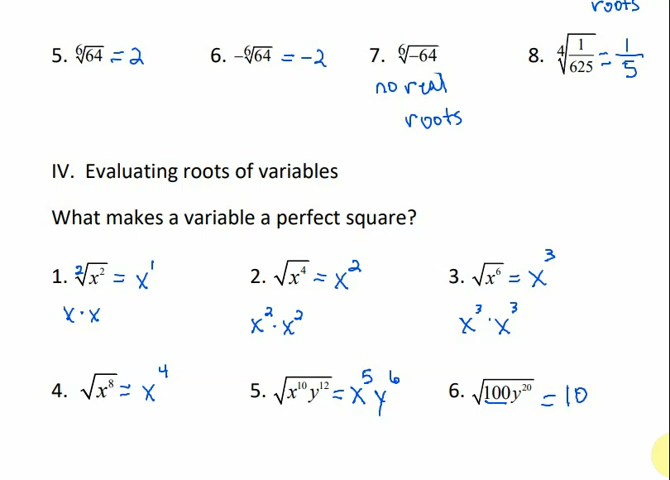 roots
5. ⁶√64 = 2 6. -⁶√64 = -2 7. ⁶√-64 8. ⁴√(1/625) = 1/5
no real
roots
IV. Evaluating roots of variables
What makes a variable a perfect square?
1. ²√x² = x¹ 2. √x⁴ = x² 3. √x⁶ = x³
x · x x² · x² x³ · x³
4. √x⁸ = x⁴ 5. √x¹⁰y¹² = x⁵y⁶ 6. √100y²⁰ = 10